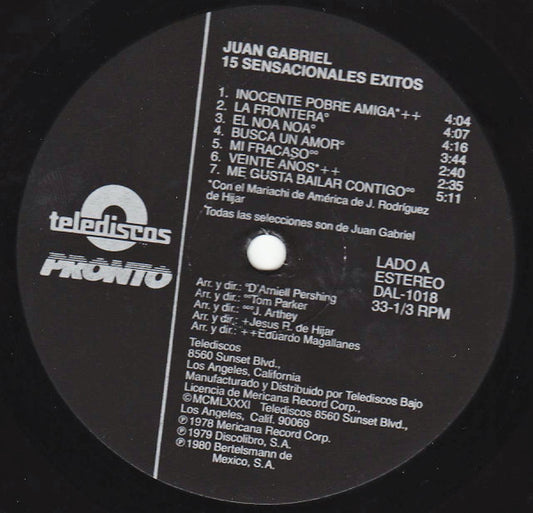 JUAN GABRIEL
15 SENSACIONALES EXITOS
1. INOCENTE POBRE AMIGA*++ 4:04
2. LA FRONTERA° 4:07
3. EL NOA NOA° 4:16
4. BUSCA UN AMOR° 3:44
5. MI FRACASO°° 2:40
6. VEINTE AÑOS*++ 2:35
7. ME GUSTA BAILAR CONTIGO°° 5:11
*Con el Mariachi de América de J. Rodríguez
de Hijar
Todas las selecciones son de Juan Gabriel
telediscos
PRONTO
LADO A
ESTEREO
DAL-1018
33-1/3 RPM
Arr. y dir.: °D'Arniell Pershing
Arr. y dir.: °°Tom Parker
Arr. y dir.: °°°J. Arthey
Arr. y dir.: +Jesus R. de Hijar
Arr. y dir.: ++Eduardo Magallanes
Telediscos
8560 Sunset Blvd.,
Los Angeles, California
Manufacturado y Distribuido por Telediscos Bajo
Licencia de Mericana Record Corp.,
©MCMLXXXI Telediscos 8560 Sunset Blvd.,
Los Angeles, Calif. 90069
℗1978 Mericana Record Corp.
℗1979 Discolibro, S.A.
℗1980 Bertelsmann de
Mexico, S.A.